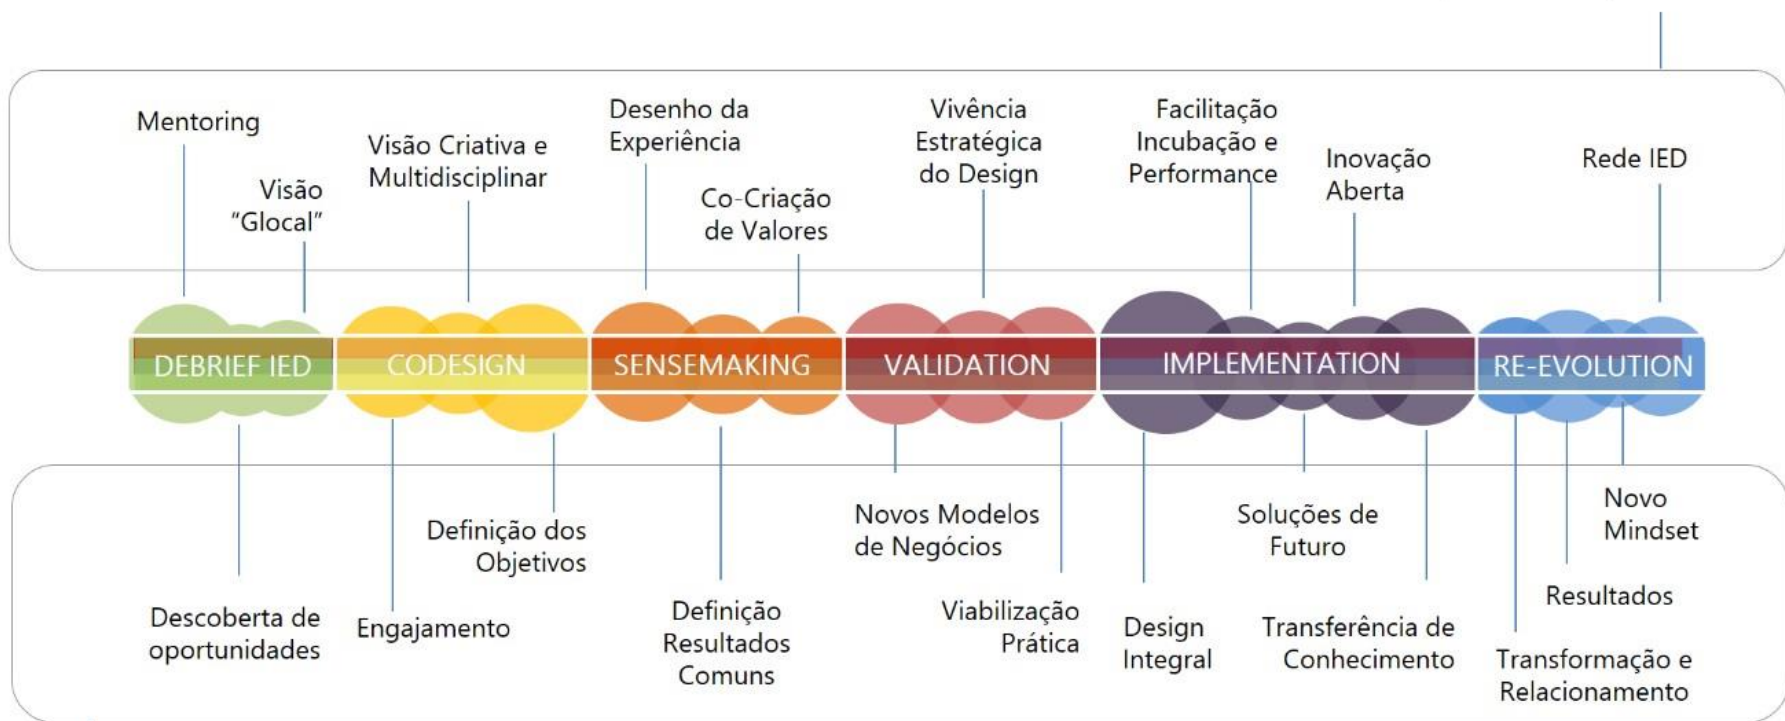 Mentoring
Visão
“Glocal”
Visão Criativa e
Multidisciplinar
Desenho da
Experiência
Co-Criação
de Valores
Vivência
Estratégica
do Design
Facilitação
Incubação e
Performance
Inovação
Aberta
Rede IED
DEBRIEF IED
CODESIGN
SENSEMAKING
VALIDATION
IMPLEMENTATION
RE-EVOLUTION
Descoberta de
oportunidades
Engajamento
Definição dos
Objetivos
Definição
Resultados
Comuns
Novos Modelos
de Negócios
Viabilização
Prática
Design
Integral
Soluções de
Futuro
Transferência de
Conhecimento
Transformação e
Relacionamento
Resultados
Novo
Mindset